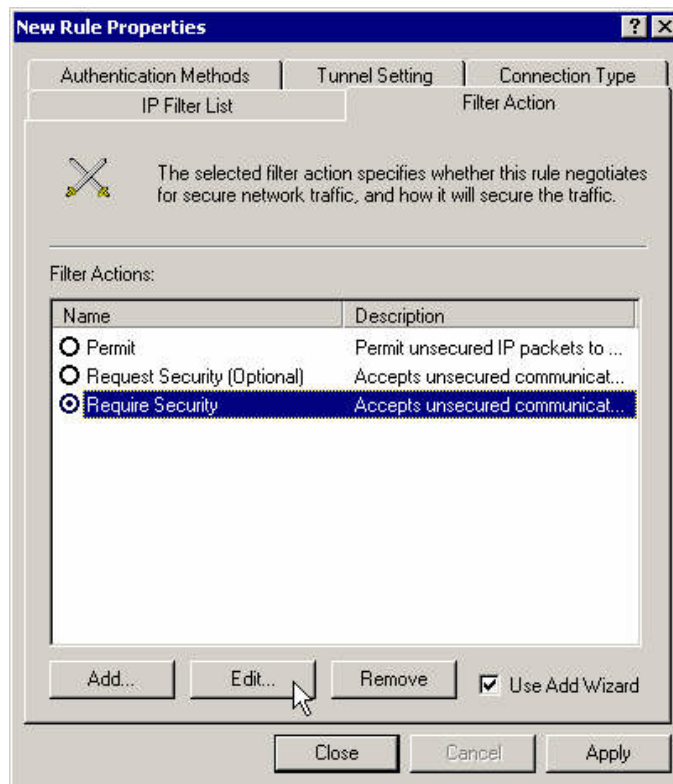 New Rule Properties
Authentication Methods
Tunnel Setting
Connection Type
IP Filter List
Filter Action
The selected filter action specifies whether this rule negotiates
for secure network traffic, and how it will secure the traffic.
Filter Actions:
Name Description
Permit Permit unsecured IP packets to ...
Request Security (Optional) Accepts unsecured communicat...
Require Security Accepts unsecured communicat...
Add... Edit... Remove Use Add Wizard
Close Cancel Apply